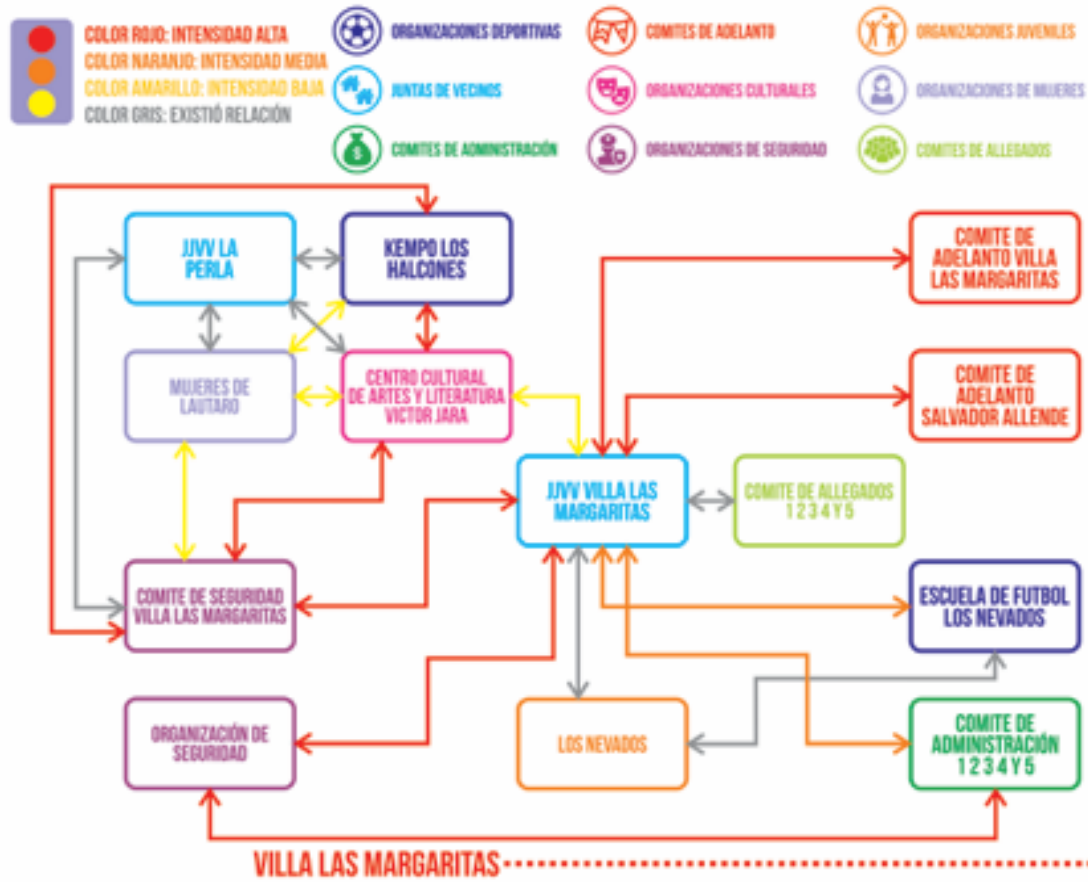 COLOR ROJO: INTENSIDAD ALTA
COLOR NARANJO: INTENSIDAD MEDIA
COLOR AMARILLO: INTENSIDAD BAJA
COLOR GRIS: EXISTIÓ RELACIÓN
ORGANIZACIONES DEPORTIVAS
COMITES DE ADELANTO
ORGANIZACIONES JUVENILES
JUNTAS DE VECINOS
ORGANIZACIONES CULTURALES
ORGANIZACIONES DE MUJERES
$
COMITES DE ADMINISTRACIÓN
ORGANIZACIONES DE SEGURIDAD
COMITES DE ALLEGADOS
JJVV LA
PERLA
KEMPO LOS
HALCONES
COMITE DE
ADELANTO VILLA
LAS MARGARITAS
MUJERES DE
LAUTARO
CENTRO CULTURAL
DE ARTES Y LITERATURA
VICTOR JARA
COMITE DE
ADELANTO
SALVADOR ALLENDE
JJVV VILLA LAS
MARGARITAS
COMITE DE ALLEGADOS
1 2 3 4 Y 5
COMITE DE SEGURIDAD
VILLA LAS MARGARITAS
ESCUELA DE FUTBOL
LOS NEVADOS
ORGANIZACIÓN DE
SEGURIDAD
LOS NEVADOS
COMITE DE
ADMINISTRACIÓN
1 2 3 4 Y 5
VILLA LAS MARGARITAS